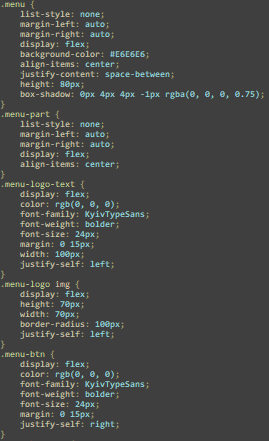 .menu {
    list-style: none;
    margin-left: auto;
    margin-right: auto;
    display: flex;
    background-color: #E6E6E6;
    align-items: center;
    justify-content: space-between;
    height: 80px;
    box-shadow: 0px 4px 4px -1px rgba(0, 0, 0, 0.75);
}
.menu-part {
    list-style: none;
    margin-left: auto;
    margin-right: auto;
    display: flex;
    align-items: center;
}
.menu-logo-text {
    display: flex;
    color: rgb(0, 0, 0);
    font-family: KyivTypeSans;
    font-weight: bolder;
    font-size: 24px;
    margin: 0 15px;
    width: 100px;
    justify-self: left;
}
.menu-logo img {
    display: flex;
    height: 70px;
    width: 70px;
    border-radius: 100px;
    justify-self: left;
}
.menu-btn {
    display: flex;
    color: rgb(0, 0, 0);
    font-family: KyivTypeSans;
    font-weight: bolder;
    font-size: 24px;
    margin: 0 15px;
    justify-self: right;
}